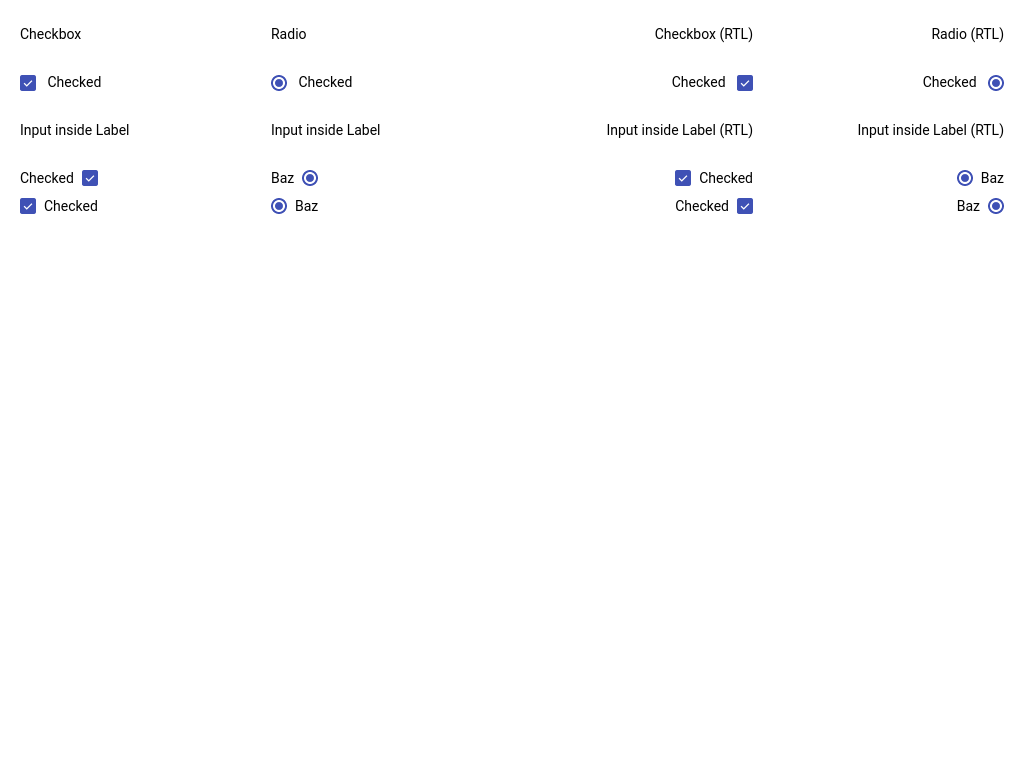 Checkbox Radio Checkbox (RTL) Radio (RTL)
Checked Checked Checked Checked
Input inside Label Input inside Label Input inside Label (RTL) Input inside Label (RTL)
Checked Baz Checked Baz
Checked Baz Checked Baz